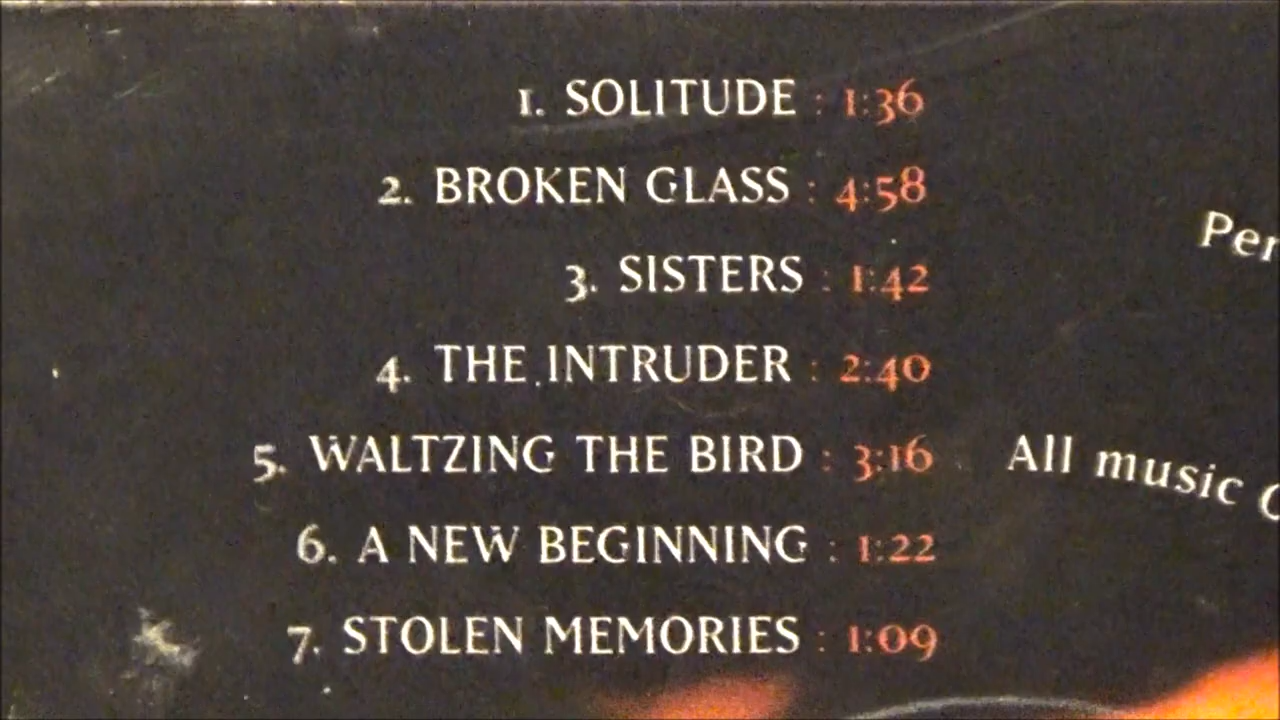 1. SOLITUDE : 1:36
2. BROKEN GLASS : 4:58
3. SISTERS : 1:42
4. THE INTRUDER : 2:40
5. WALTZING THE BIRD : 3:16
6. A NEW BEGINNING : 1:22
7. STOLEN MEMORIES : 1:09
All music